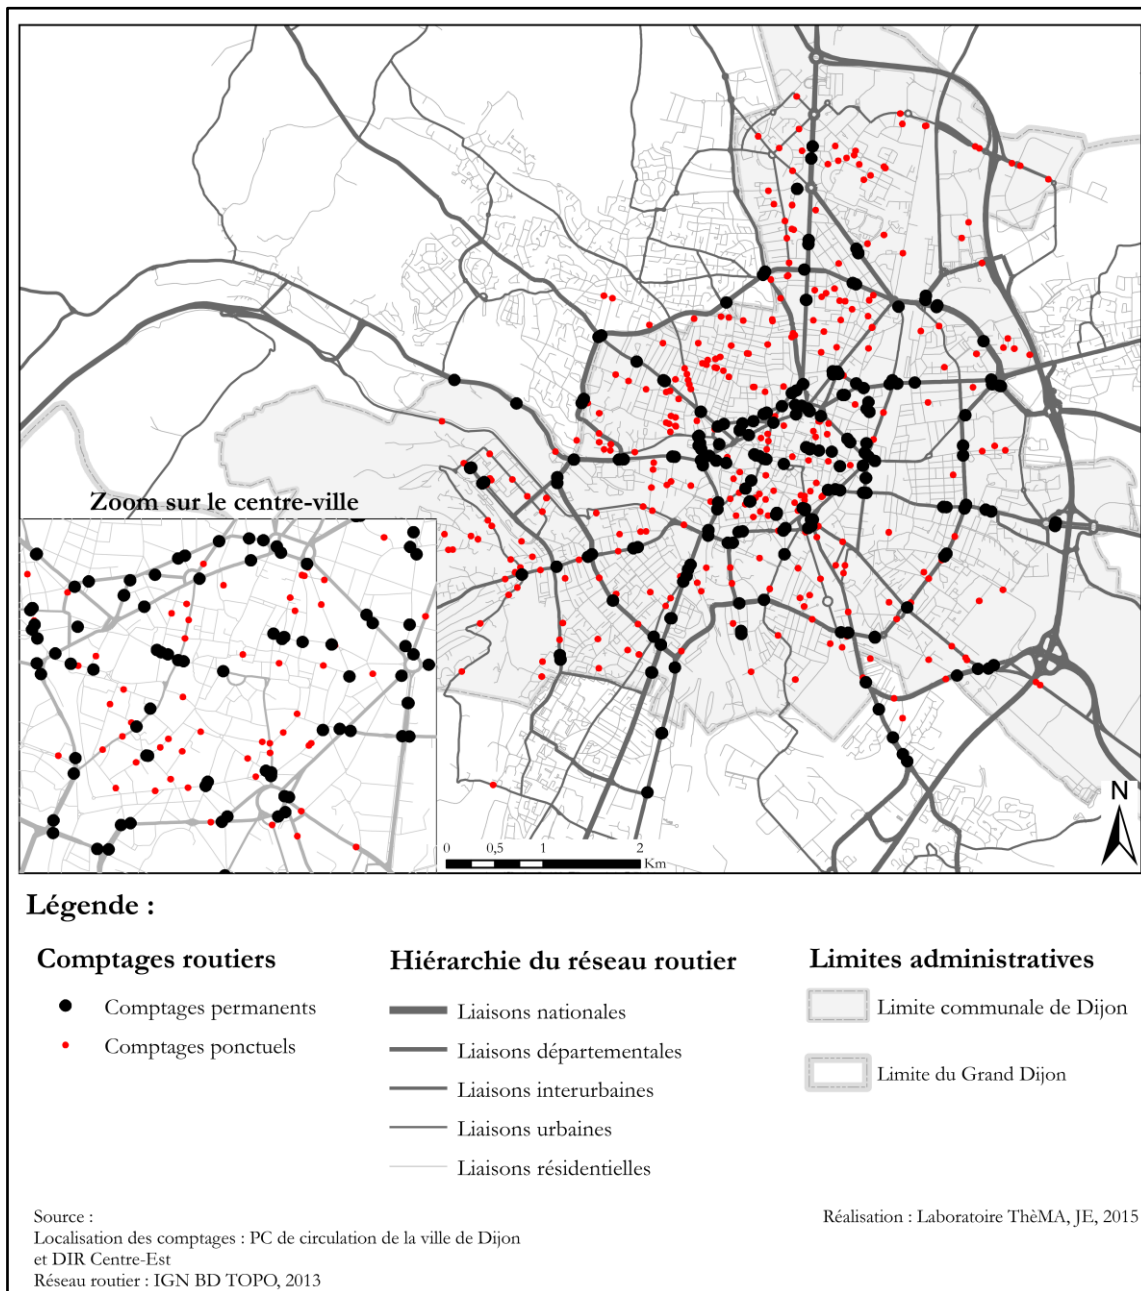 Zoom sur le centre-ville
N
0 0,5 1 2
Km
Légende :
Comptages routiers
Comptages permanents
Comptages ponctuels
Hiérarchie du réseau routier
Liaisons nationales
Liaisons départementales
Liaisons interurbaines
Liaisons urbaines
Liaisons résidentielles
Limites administratives
Limite communale de Dijon
Limite du Grand Dijon
Source :
Localisation des comptages : PC de circulation de la ville de Dijon
et DIR Centre-Est
Réseau routier : IGN BD TOPO, 2013
Réalisation : Laboratoire ThèMA, JE, 2015